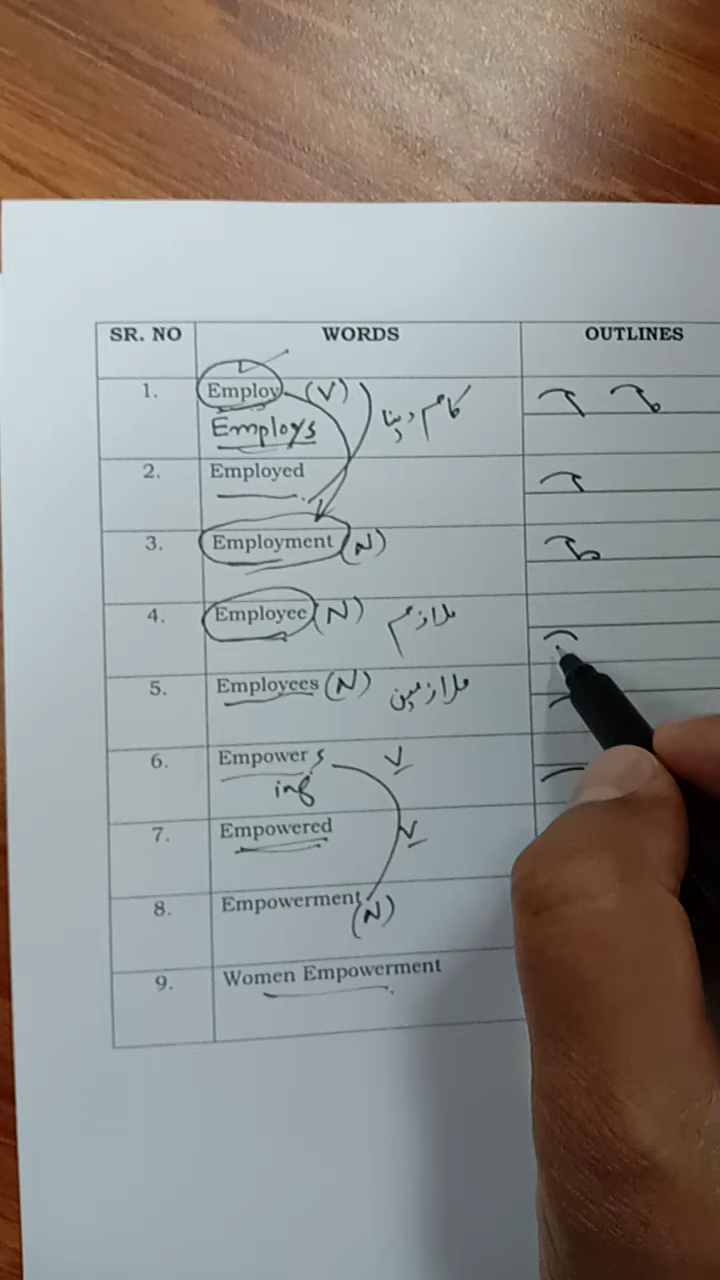 SR. NO WORDS OUTLINES
1. Employ (V) کام دینا
Employs
2. Employed
3. Employment (N)
4. Employee (N) ملازم
5. Employees (N) ملازمین
6. Empower s V
ing
7. Empowered V
8. Empowerment (N)
9. Women Empowerment